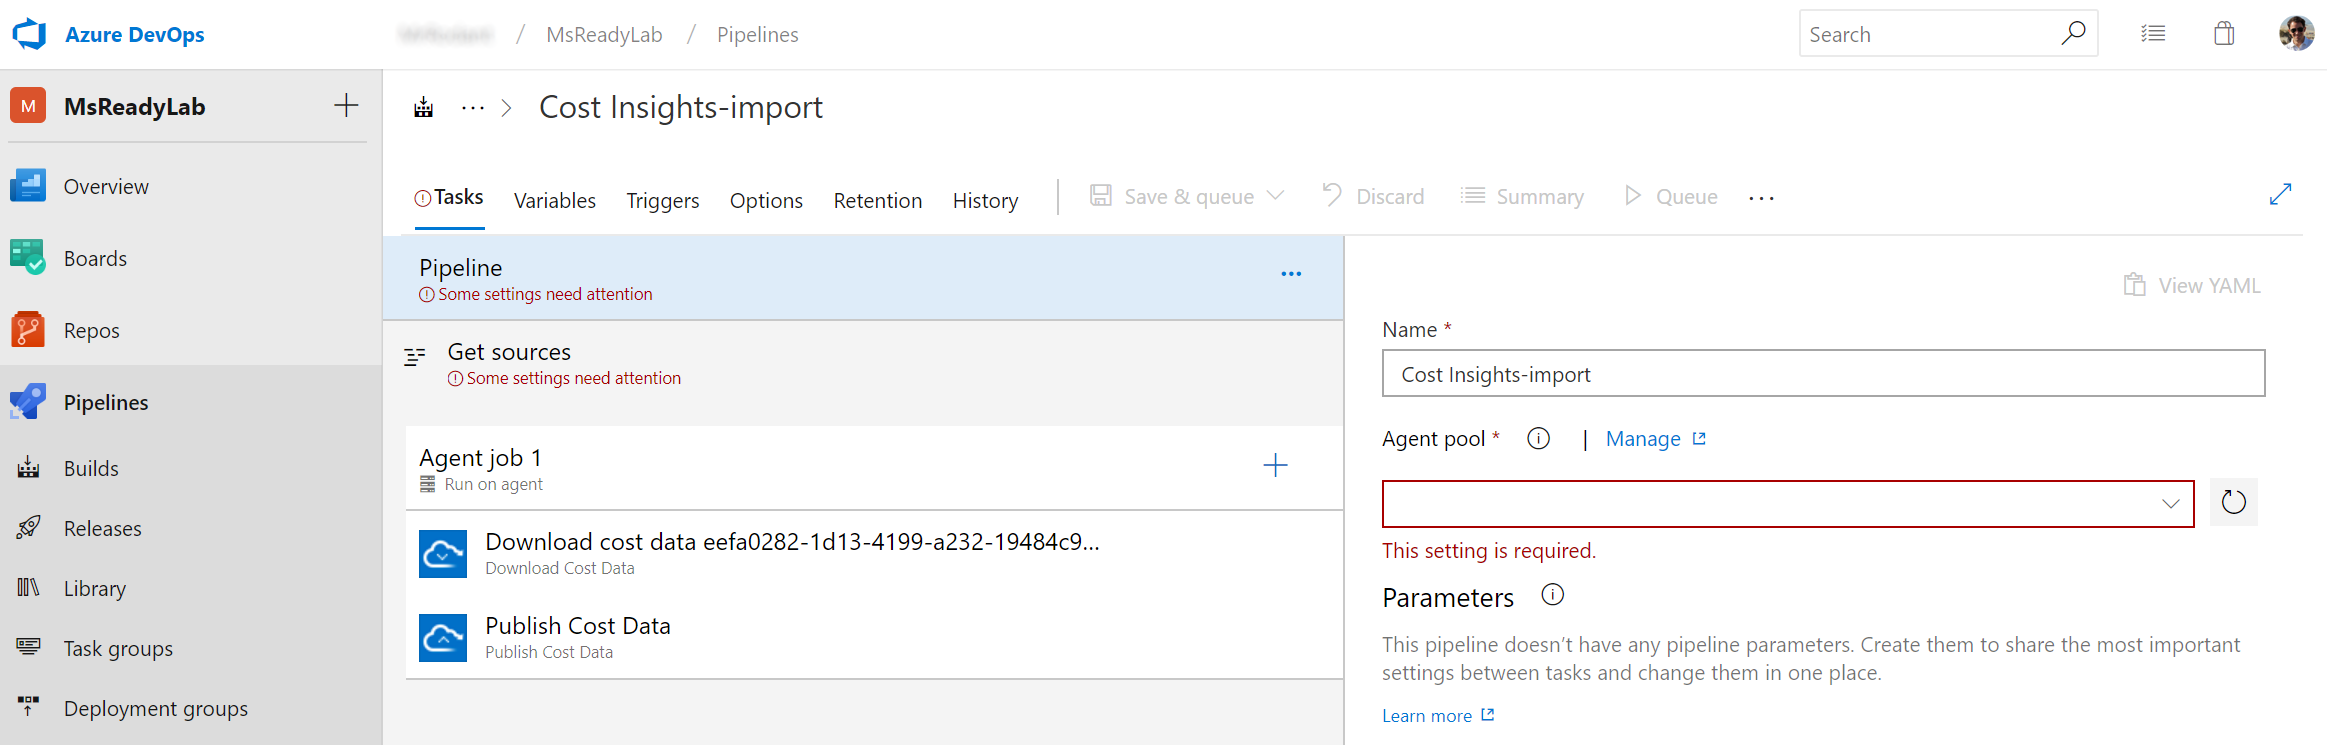 Azure DevOps
/ MsReadyLab / Pipelines
Search
M MsReadyLab
Overview
Boards
Repos
Pipelines
Builds
Releases
Library
Task groups
Deployment groups
... > Cost Insights-import
Tasks Variables Triggers Options Retention History Save & queue Discard Summary Queue ...
Pipeline ...
Some settings need attention
Get sources
Some settings need attention
Agent job 1
Run on agent
Download cost data eefa0282-1d13-4199-a232-19484c9...
Download Cost Data
Publish Cost Data
Publish Cost Data
View YAML
Name *
Cost Insights-import
Agent pool * | Manage
This setting is required.
Parameters
This pipeline doesn't have any pipeline parameters. Create them to share the most important
settings between tasks and change them in one place.
Learn more